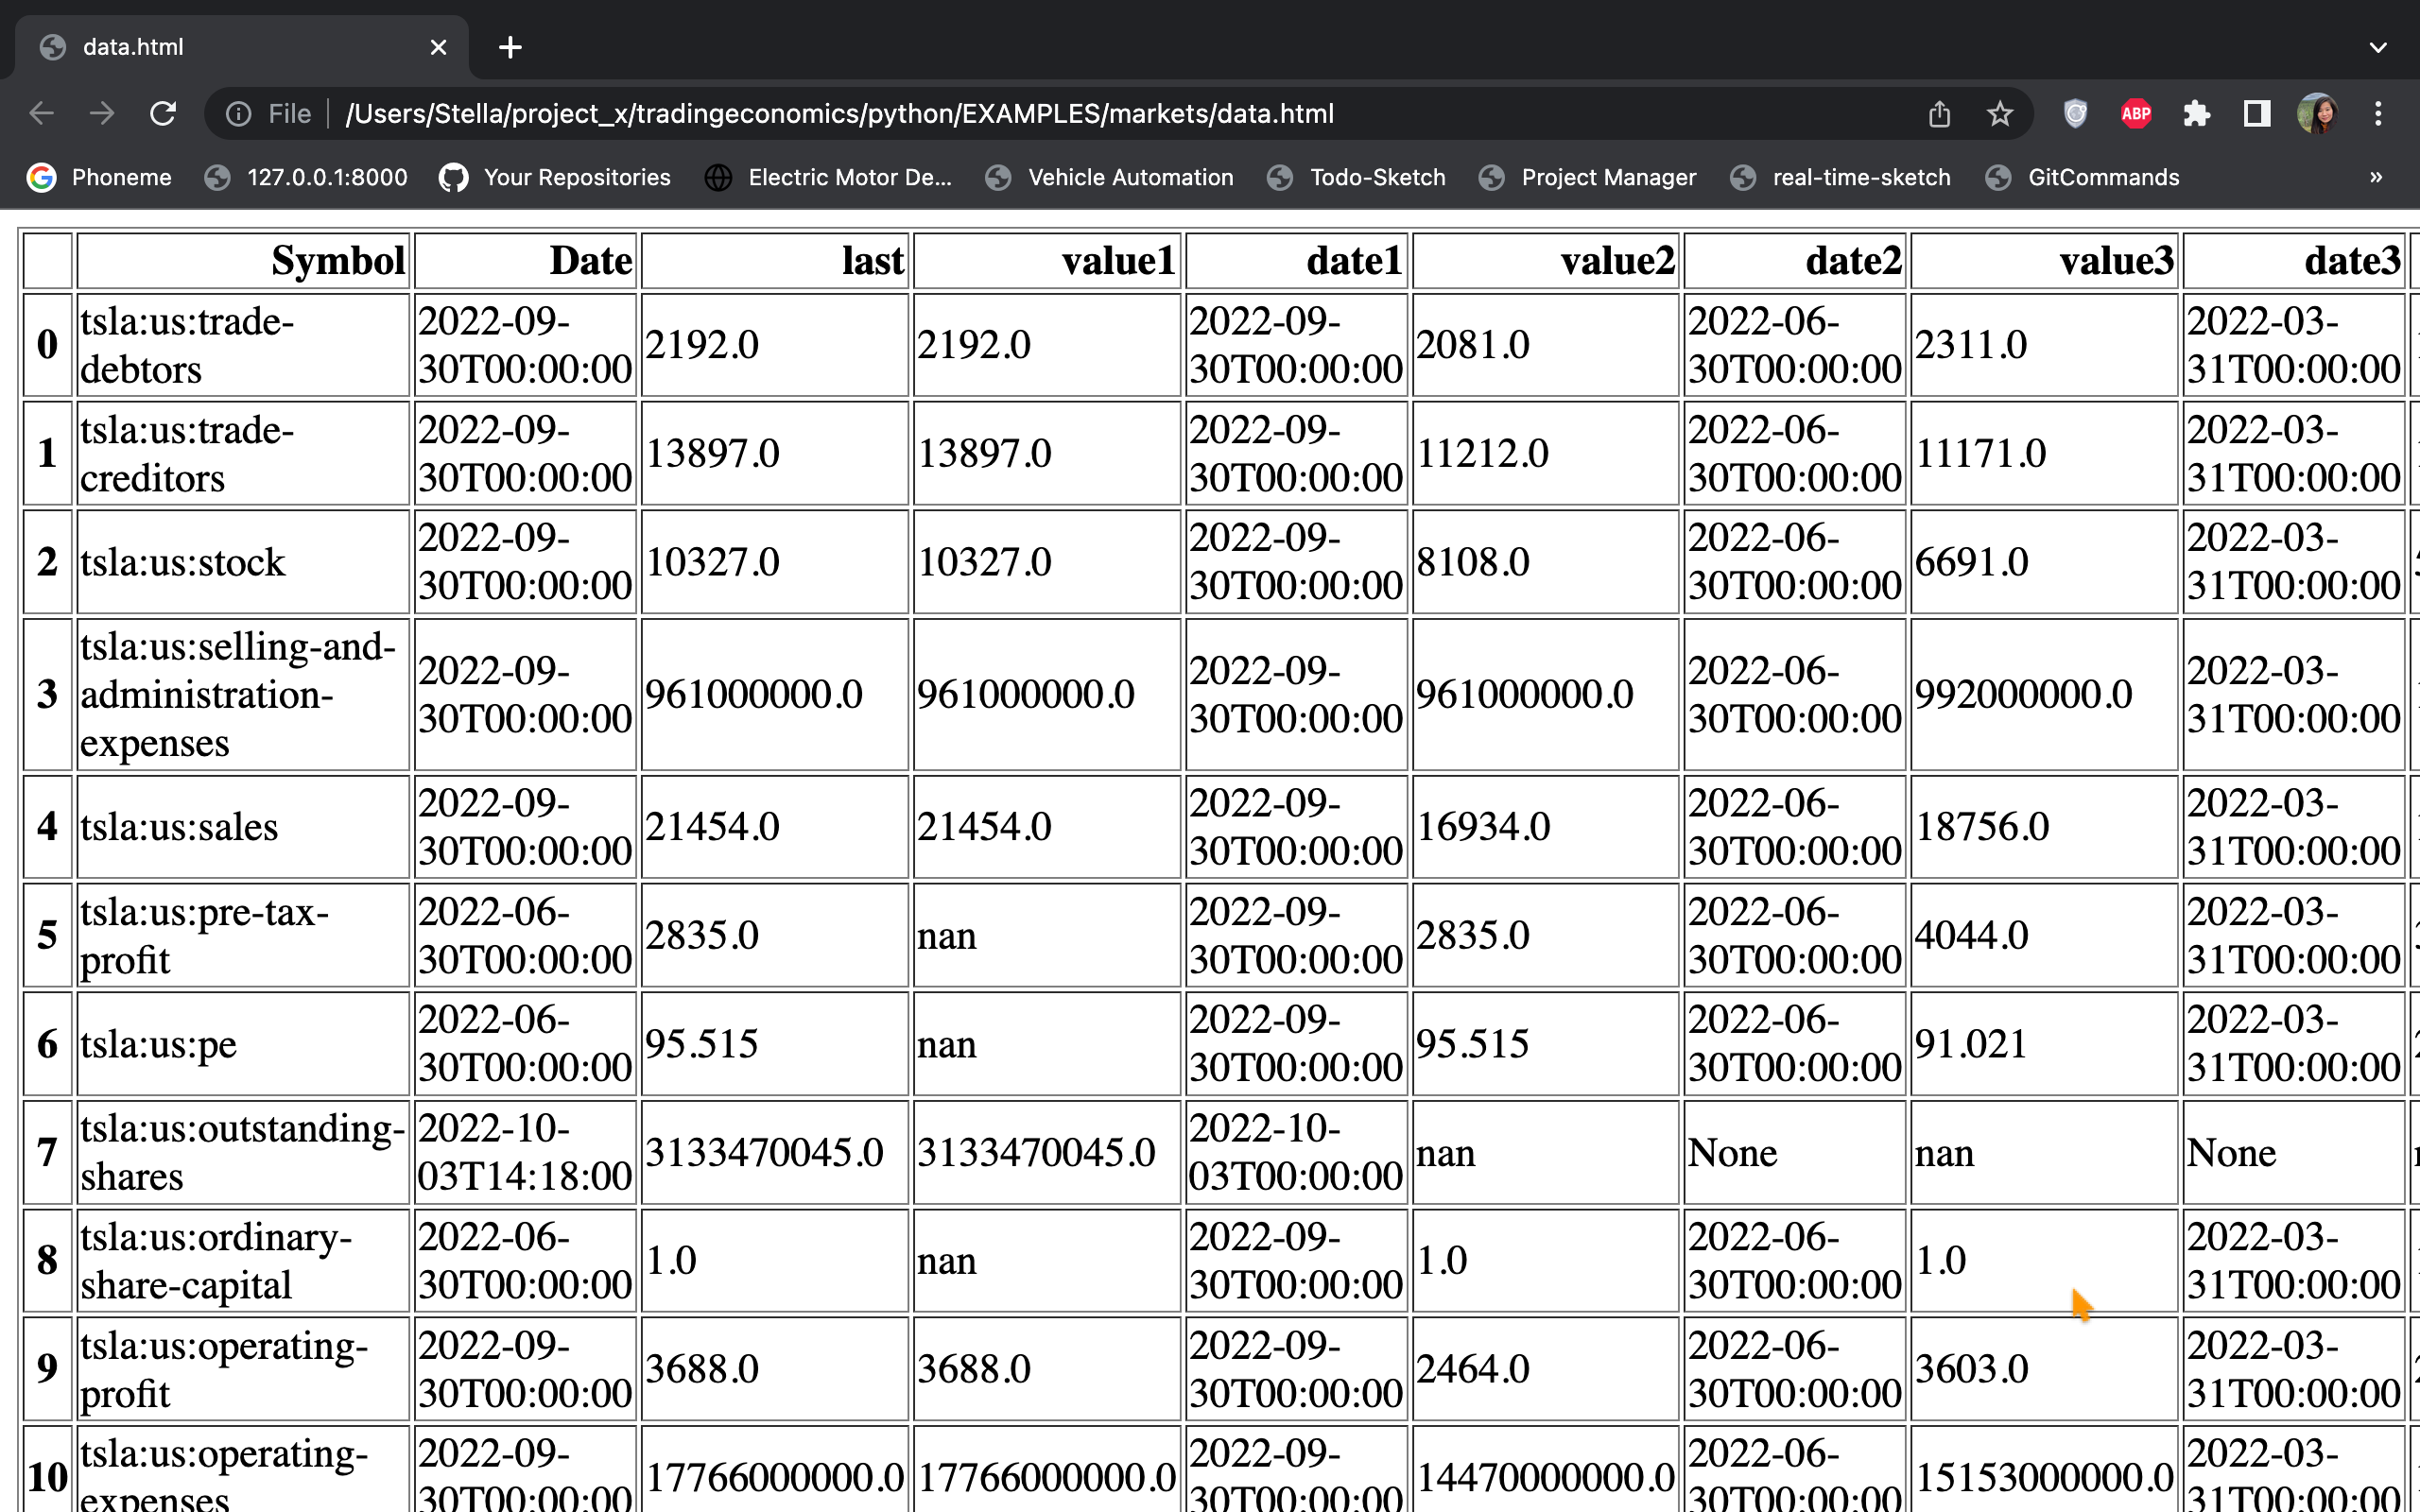 data.html
File /Users/Stella/project_x/tradingeconomics/python/EXAMPLES/markets/data.html ABP
Phoneme 127.0.0.1:8000 Your Repositories Electric Motor De... Vehicle Automation Todo-Sketch Project Manager real-time-sketch GitCommands »
Symbol Date last value1 date1 value2 date2 value3 date3
tsla:us:trade- 2022-09- 2022-09- 2022-06- 2022-03-
0 2192.0 2192.0 2081.0 2311.0
debtors 30T00:00:00 30T00:00:00 30T00:00:00 31T00:00:00
tsla:us:trade- 2022-09- 2022-09- 2022-06- 2022-03-
1 13897.0 13897.0 11212.0 11171.0
creditors 30T00:00:00 30T00:00:00 30T00:00:00 31T00:00:00
2022-09- 2022-09- 2022-06- 2022-03-
2 tsla:us:stock 10327.0 10327.0 8108.0 6691.0
30T00:00:00 30T00:00:00 30T00:00:00 31T00:00:00
tsla:us:selling-and-
2022-09- 2022-09- 2022-06- 2022-03-
3 administration- 961000000.0 961000000.0 961000000.0 992000000.0
30T00:00:00 30T00:00:00 30T00:00:00 31T00:00:00
expenses
2022-09- 2022-09- 2022-06- 2022-03-
4 tsla:us:sales 21454.0 21454.0 16934.0 18756.0
30T00:00:00 30T00:00:00 30T00:00:00 31T00:00:00
tsla:us:pre-tax- 2022-06- 2022-09- 2022-06- 2022-03-
5 2835.0 nan 2835.0 4044.0
profit 30T00:00:00 30T00:00:00 30T00:00:00 31T00:00:00
2022-06- 2022-09- 2022-06- 2022-03-
6 tsla:us:pe 95.515 nan 95.515 91.021
30T00:00:00 30T00:00:00 30T00:00:00 31T00:00:00
tsla:us:outstanding- 2022-10- 2022-10-
7 3133470045.0 3133470045.0 nan None nan None
shares 03T14:18:00 03T00:00:00
tsla:us:ordinary- 2022-06- 2022-09- 2022-06- 2022-03-
8 1.0 nan 1.0 1.0
share-capital 30T00:00:00 30T00:00:00 30T00:00:00 31T00:00:00
tsla:us:operating- 2022-09- 2022-09- 2022-06- 2022-03-
9 3688.0 3688.0 2464.0 3603.0
profit 30T00:00:00 30T00:00:00 30T00:00:00 31T00:00:00
tsla:us:operating- 2022-09- 2022-09- 2022-06- 2022-03-
10 17766000000.0 17766000000.0 14470000000.0 15153000000.0
expenses 30T00:00:00 30T00:00:00 30T00:00:00 31T00:00:00